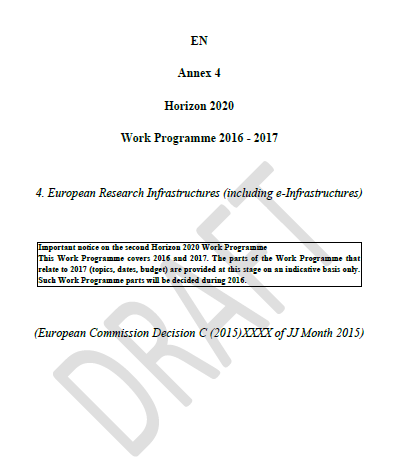 EN
Annex 4
Horizon 2020
Work Programme 2016 - 2017
4. European Research Infrastructures (including e-Infrastructures)
Important notice on the second Horizon 2020 Work Programme
This Work Programme covers 2016 and 2017. The parts of the Work Programme that
relate to 2017 (topics, dates, budget) are provided at this stage on an indicative basis only.
Such Work Programme parts will be decided during 2016.
(European Commission Decision C (2015)XXXX of JJ Month 2015)
DRAFT